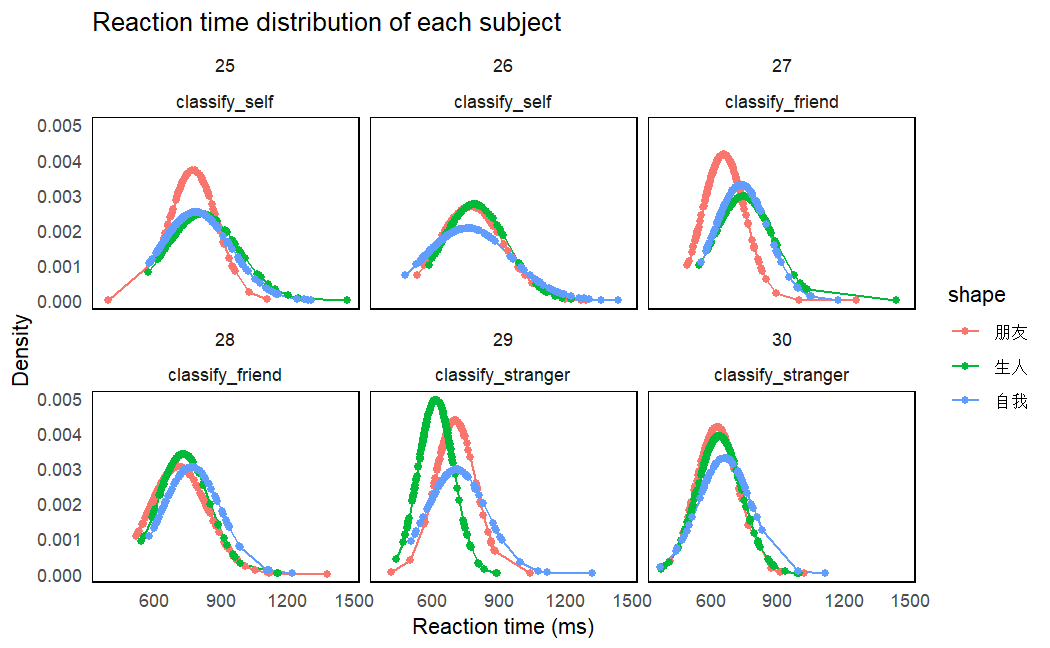 Reaction time distribution of each subject
25 26 27
classify_self classify_self classify_friend
0.005
0.004
0.003
0.002
0.001
0.000
28 29 30
classify_friend classify_stranger classify_stranger
0.005
0.004
0.003
0.002
0.001
0.000
600 900 1200 1500 600 900 1200 1500 600 900 1200 1500
Reaction time (ms)
Density
shape
朋友
生人
自我